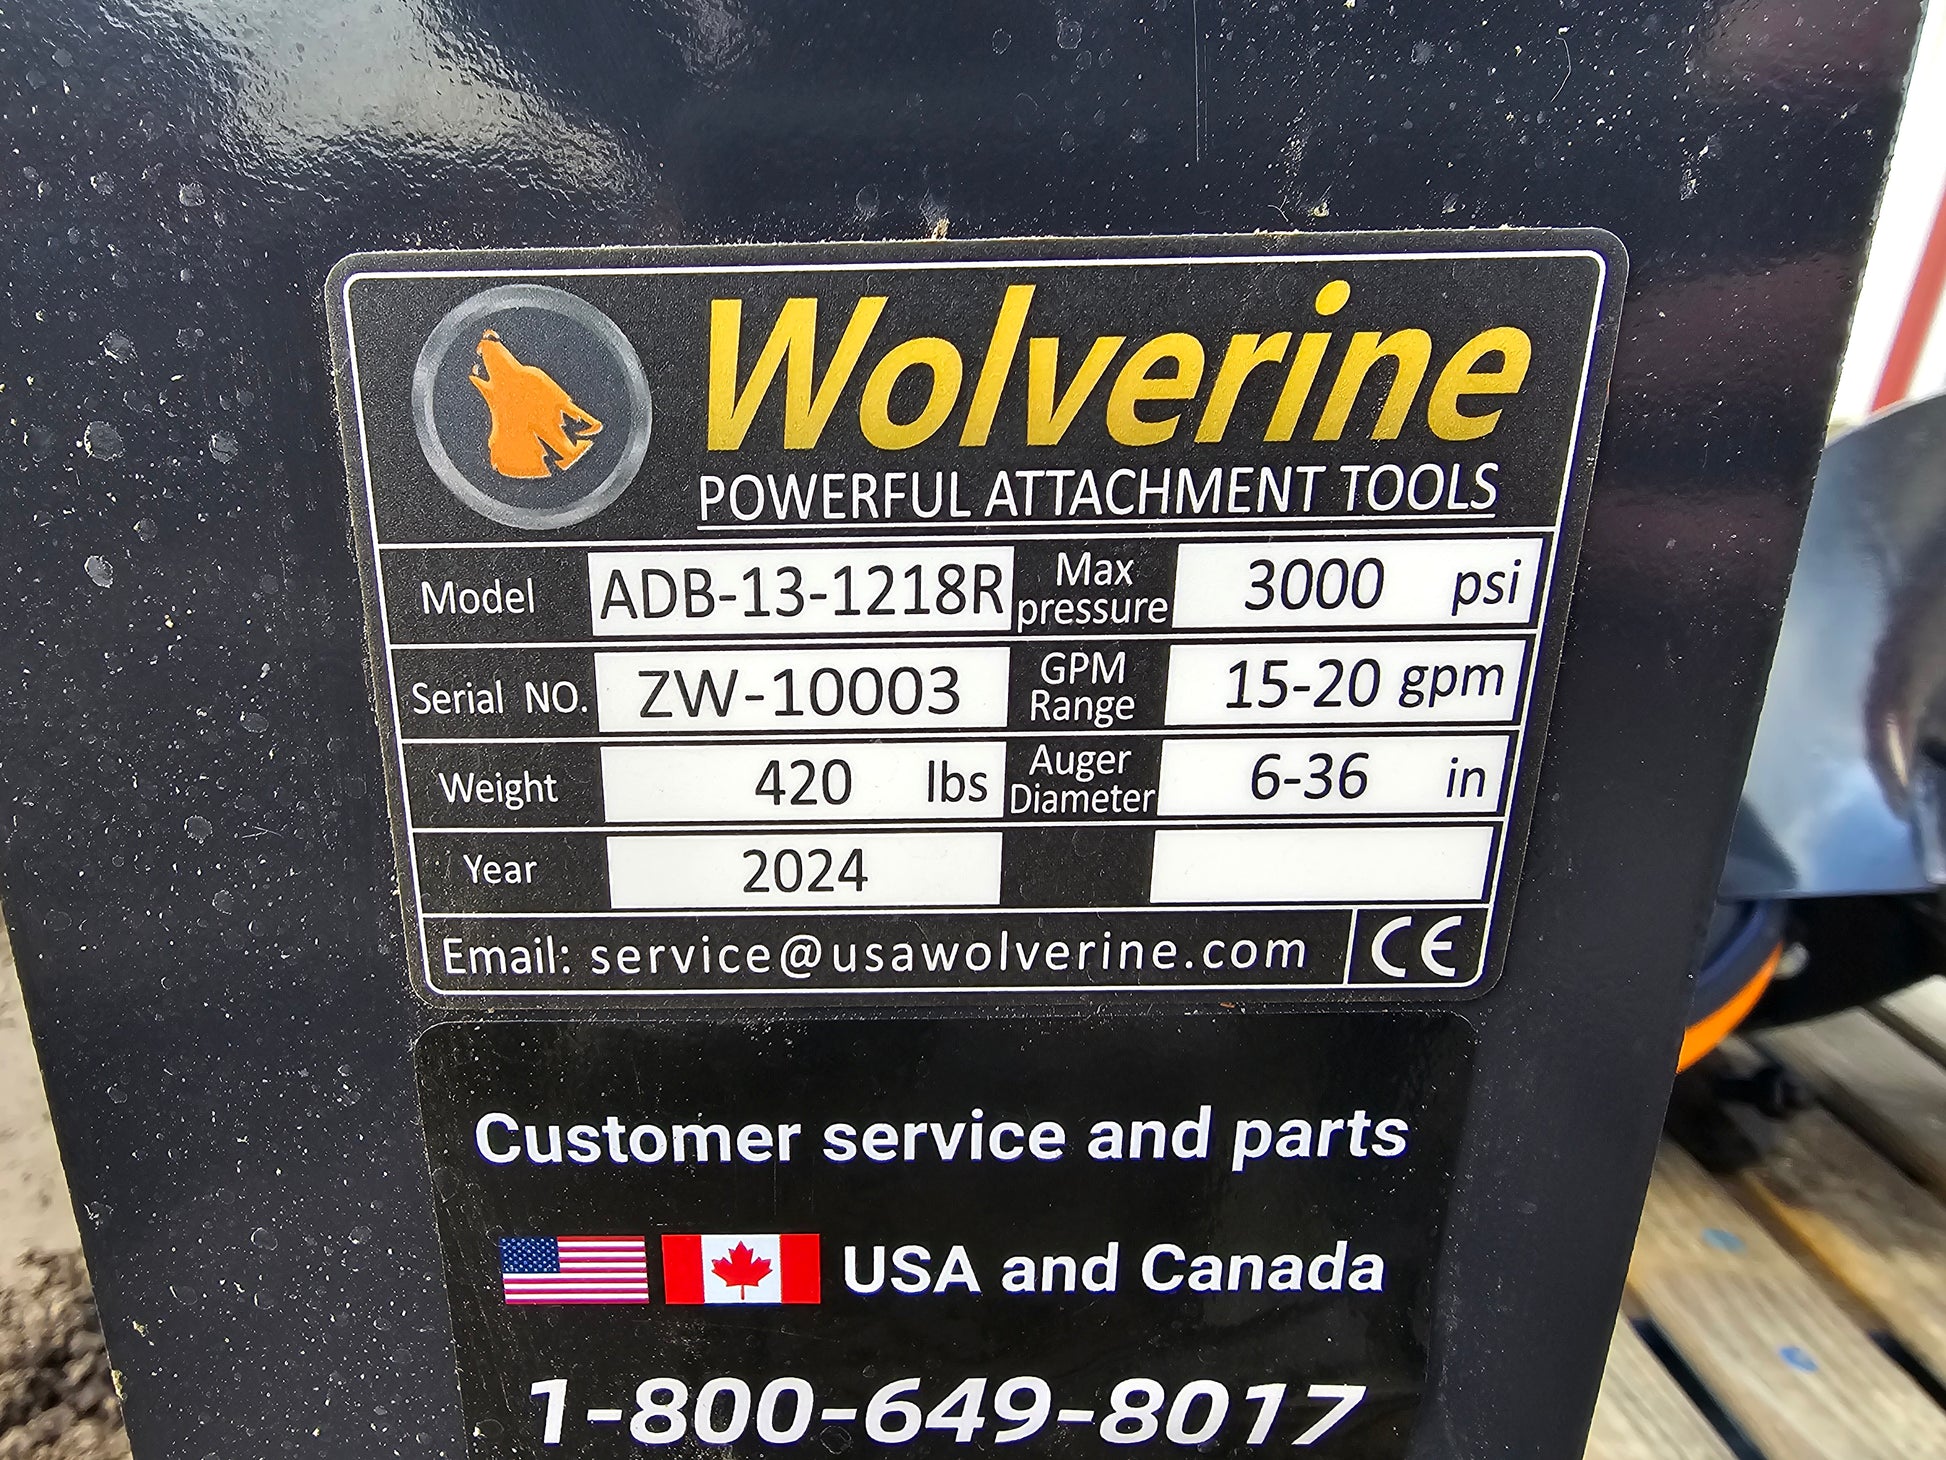 Wolverine
POWERFUL ATTACHMENT TOOLS
Model ADB-13-1218R Max pressure 3000 psi
Serial NO. ZW-10003 GPM Range 15-20 gpm
Weight 420 lbs Auger Diameter 6-36 in
Year 2024
Email: service@usawolverine.com CE
Customer service and parts
USA and Canada
1-800-649-8017